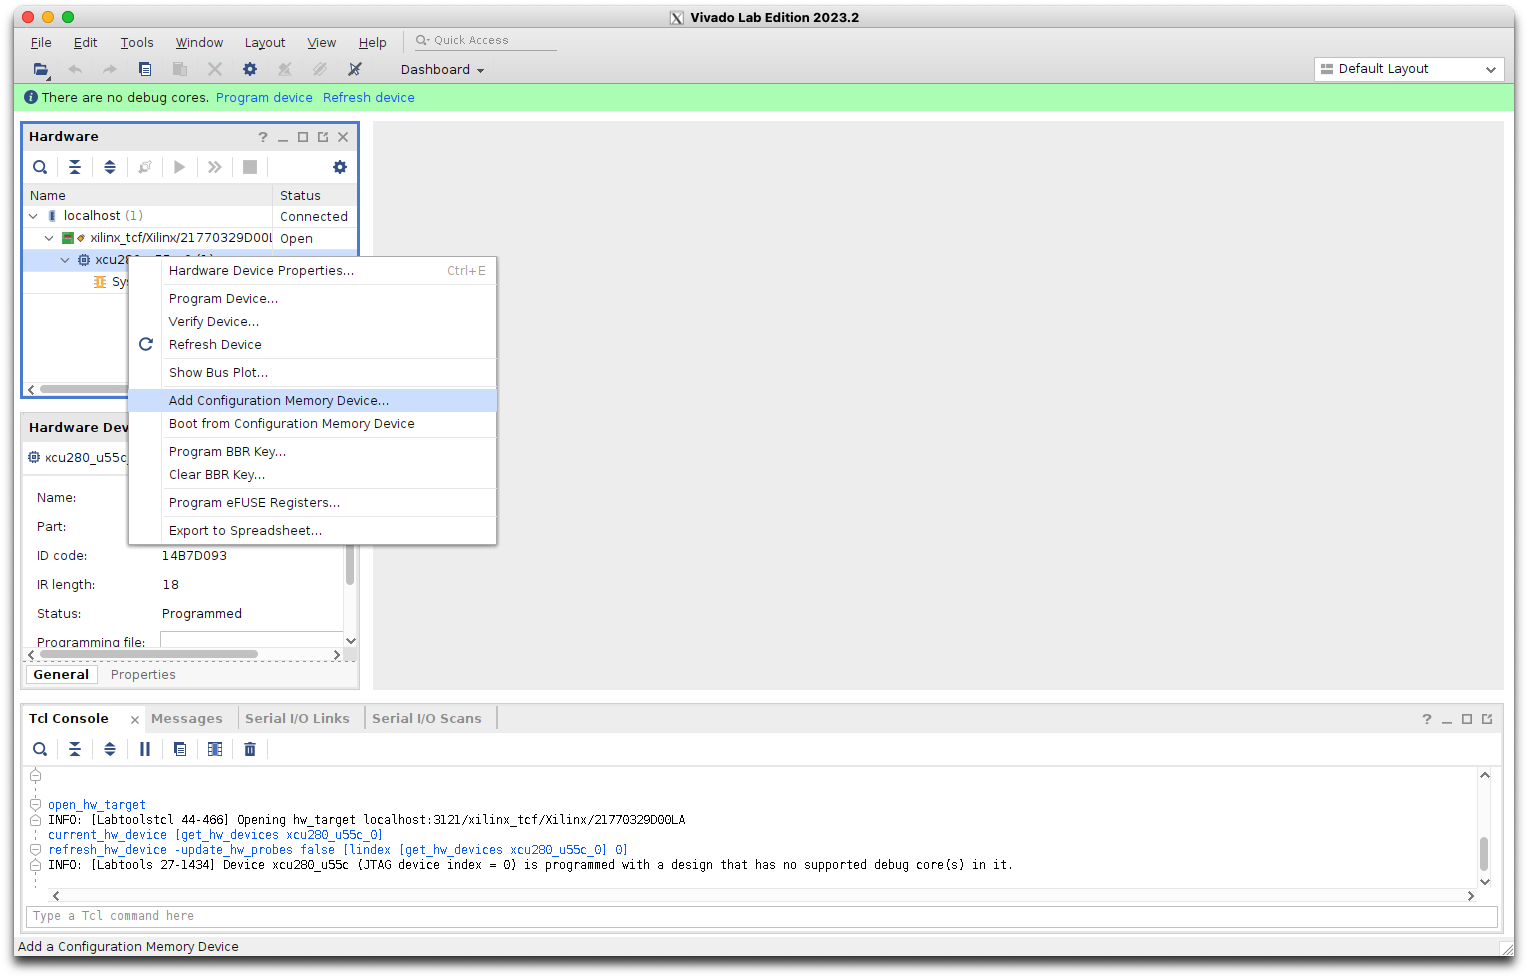 Vivado Lab Edition 2023.2
File Edit Tools Window Layout View Help Quick Access
Dashboard Default Layout
There are no debug cores. Program device Refresh device
Hardware ?
Name Status
localhost (1) Connected
xilinx_tcf/Xilinx/21770329D00L Open
xcu280_u55c_0 (1)
Sys
Hardware Device Properties... Ctrl+E
Program Device...
Verify Device...
Refresh Device
Show Bus Plot...
Add Configuration Memory Device...
Boot from Configuration Memory Device
Program BBR Key...
Clear BBR Key...
Program eFUSE Registers...
Export to Spreadsheet...
Hardware Dev
xcu280_u55c_
Name:
Part:
ID code: 14B7D093
IR length: 18
Status: Programmed
Programming file:
General Properties
Tcl Console Messages Serial I/O Links Serial I/O Scans ?
open_hw_target
INFO: [Labtoolstcl 44-466] Opening hw_target localhost:3121/xilinx_tcf/Xilinx/21770329D00LA
current_hw_device [get_hw_devices xcu280_u55c_0]
refresh_hw_device -update_hw_probes false [lindex [get_hw_devices xcu280_u55c_0] 0]
INFO: [Labtools 27-1434] Device xcu280_u55c (JTAG device index = 0) is programmed with a design that has no supported debug core(s) in it.
Type a Tcl command here
Add a Configuration Memory Device